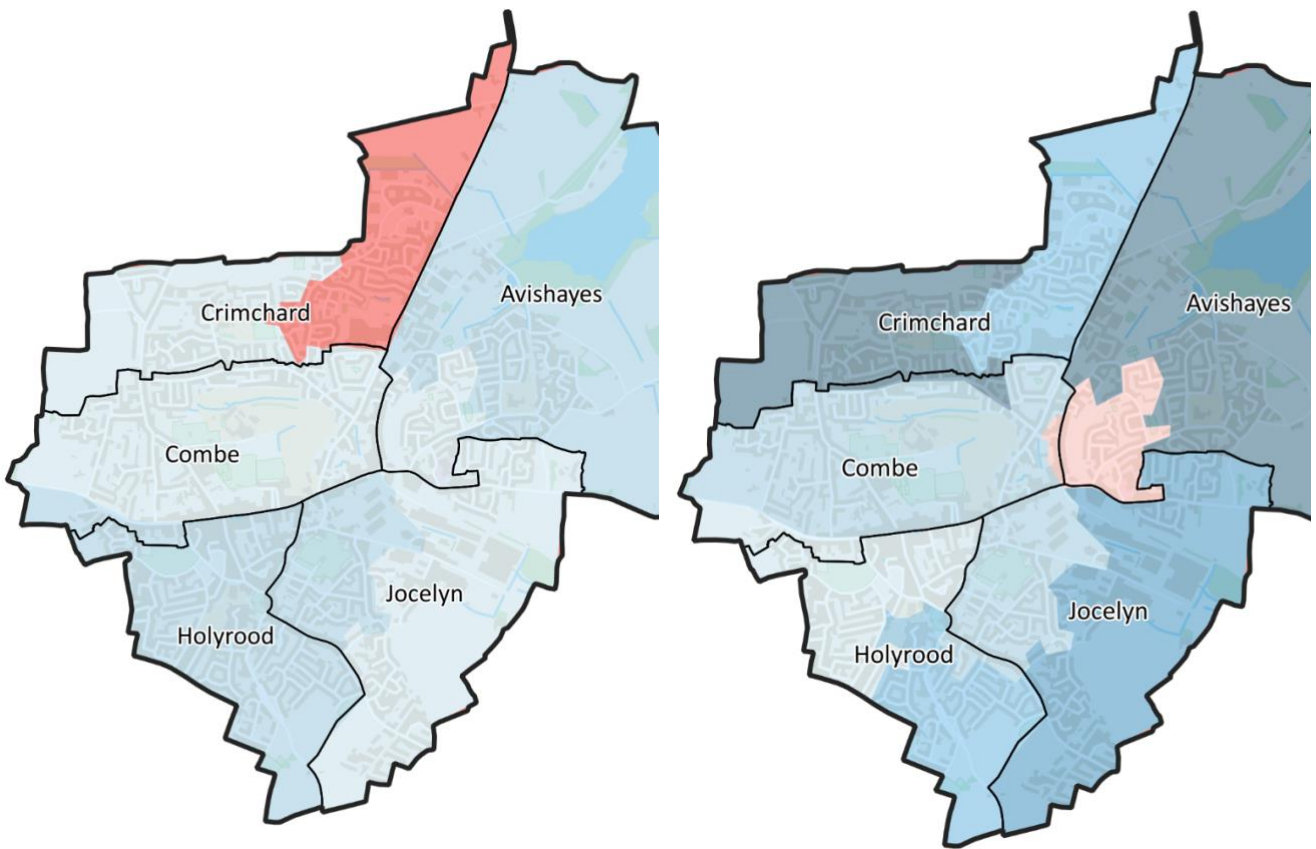 Crimchard
Avishayes
Combe
Jocelyn
Holyrood
Crimchard
Avishayes
Combe
Jocelyn
Holyrood